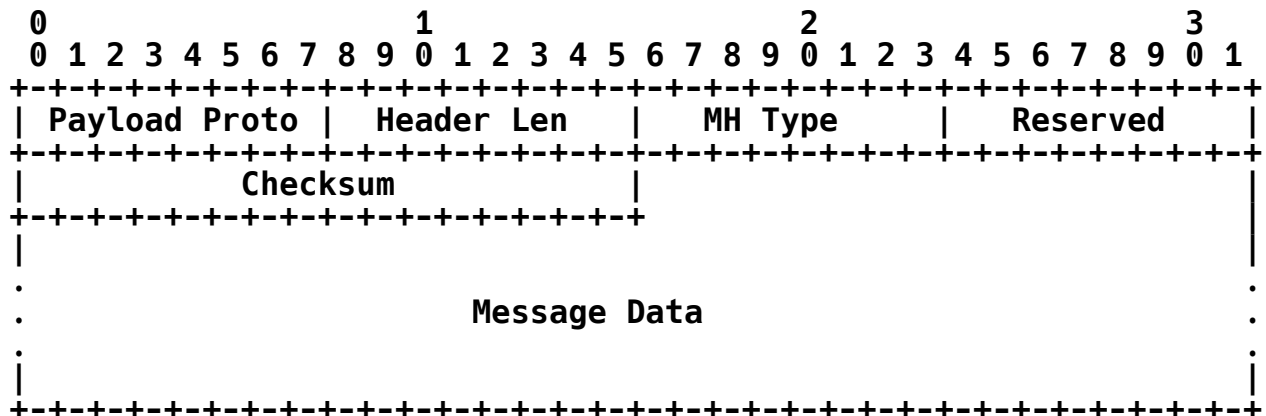 0                   1                   2                   3
 0 1 2 3 4 5 6 7 8 9 0 1 2 3 4 5 6 7 8 9 0 1 2 3 4 5 6 7 8 9 0 1
+-+-+-+-+-+-+-+-+-+-+-+-+-+-+-+-+-+-+-+-+-+-+-+-+-+-+-+-+-+-+-+-+
| Payload Proto |  Header Len   |   MH Type     |   Reserved    |
+-+-+-+-+-+-+-+-+-+-+-+-+-+-+-+-+-+-+-+-+-+-+-+-+-+-+-+-+-+-+-+-+
|           Checksum            |                               |
+-+-+-+-+-+-+-+-+-+-+-+-+-+-+-+-+                               |
|                                                               |
.                                                               .
.                       Message Data                            .
.                                                               .
|                                                               |
+-+-+-+-+-+-+-+-+-+-+-+-+-+-+-+-+-+-+-+-+-+-+-+-+-+-+-+-+-+-+-+-+